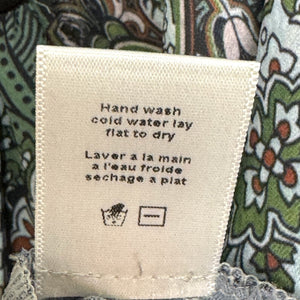 Hand wash
cold water lay
flat to dry
Laver a la main
a l'eau froide
sechage a plat